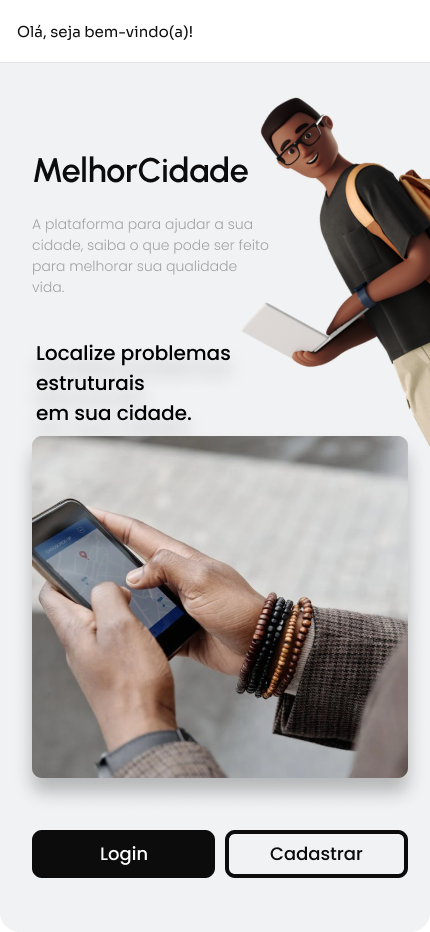 Olá, seja bem-vindo(a)!
MelhorCidade
A plataforma para ajudar a sua
cidade, saiba o que pode ser feito
para melhorar sua qualidade
vida.
Localize problemas
estruturais
em sua cidade.
Login
Cadastrar